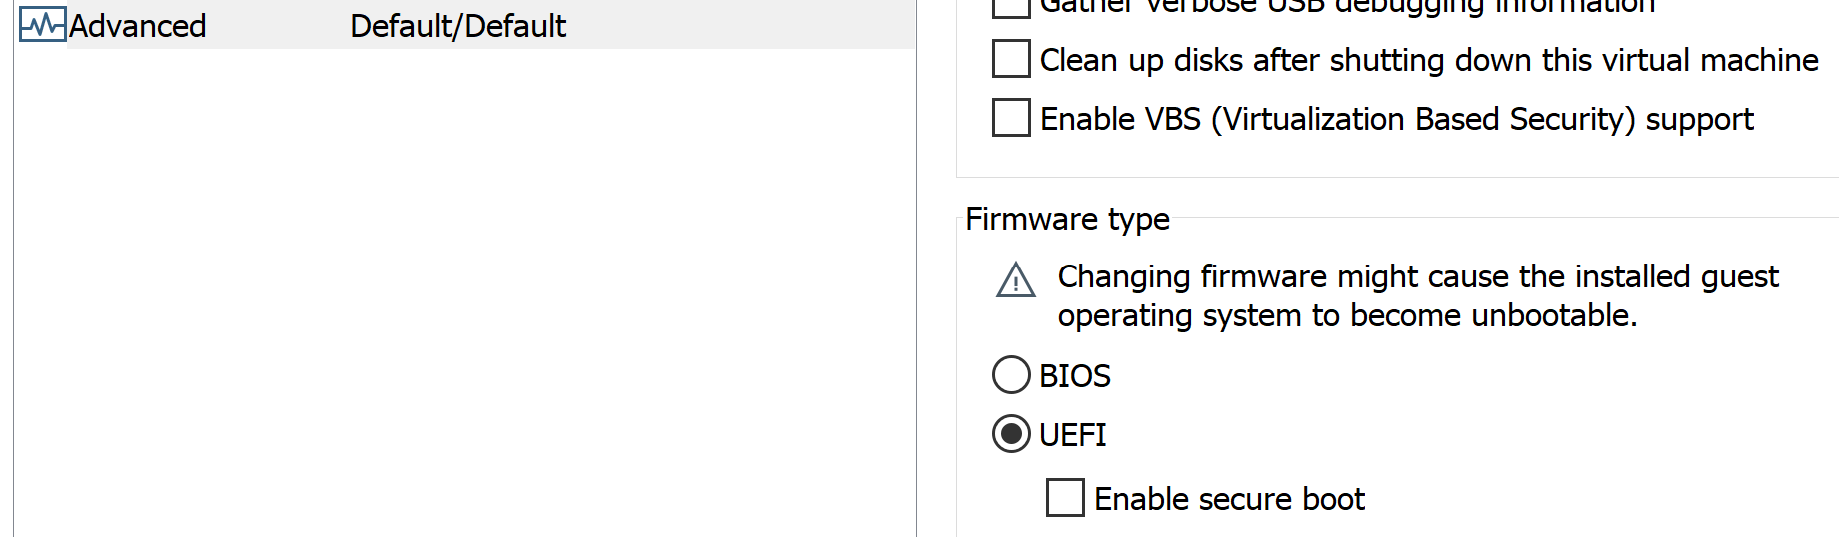 Advanced Default/Default
Gather verbose USB debugging information
Clean up disks after shutting down this virtual machine
Enable VBS (Virtualization Based Security) support
Firmware type
Changing firmware might cause the installed guest
operating system to become unbootable.
BIOS
UEFI
Enable secure boot